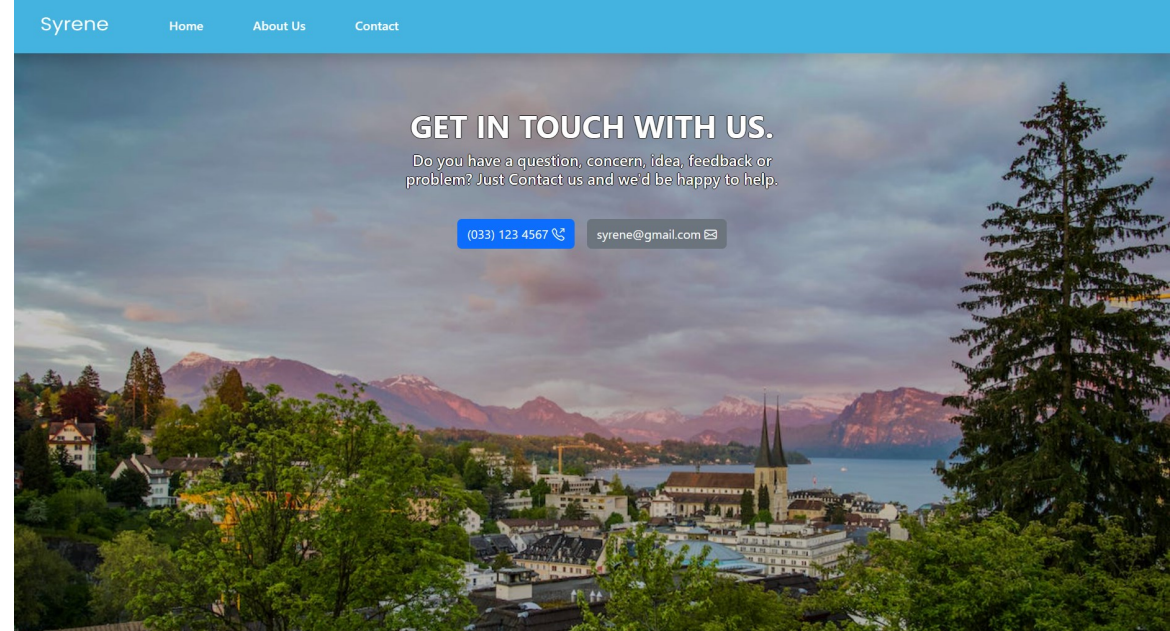 Syrene
Home
About Us
Contact
GET IN TOUCH WITH US.
Do you have a question, concern, idea, feedback or
problem? Just Contact us and we'd be happy to help.
(033) 123 4567
syrene@gmail.com